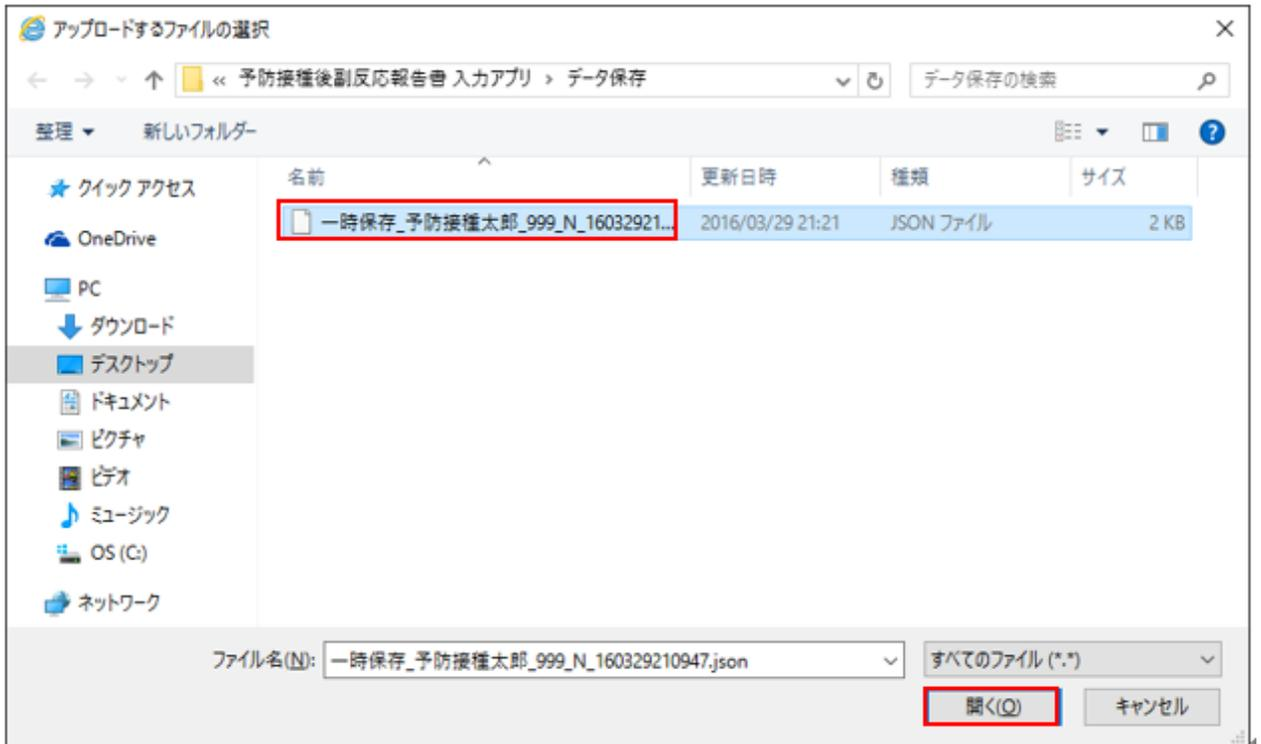 アップロードするファイルの選択
« 予防接種後副反応報告書 入力アプリ › データ保存
データ保存の検索
整理
新しいフォルダー
名前
更新日時
種類
サイズ
一時保存_予防接種太郎_999_N_16032921...
2016/03/29 21:21
JSON ファイル
2 KB
クイック アクセス
OneDrive
PC
ダウンロード
デスクトップ
ドキュメント
ピクチャ
ビデオ
ミュージック
OS (C:)
ネットワーク
ファイル名(N): 一時保存_予防接種太郎_999_N_160329210947.json
すべてのファイル (*.*)
開く(O)
キャンセル